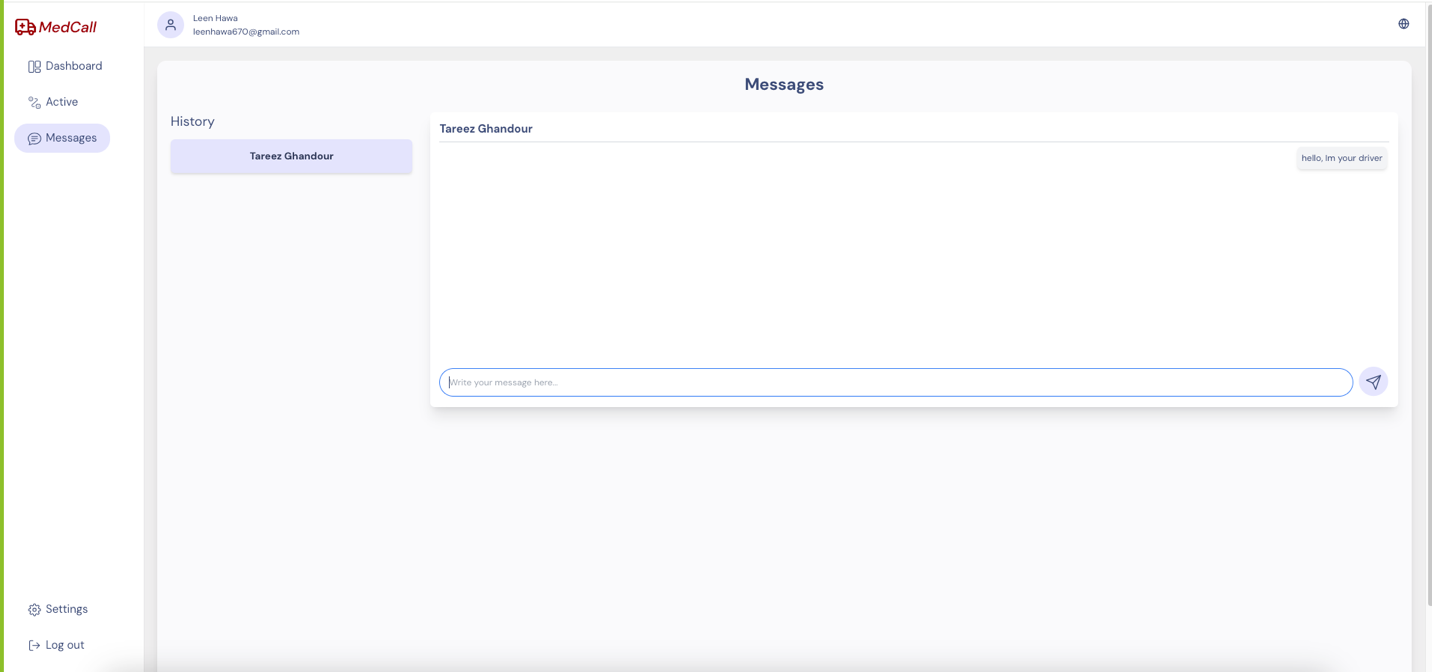 MedCall
Leen Hawa
leenhawa670@gmail.com
Dashboard
Active
Messages
Settings
Log out
Messages
History
Tareez Ghandour
Tareez Ghandour
hello, Im your driver
Write your message here...